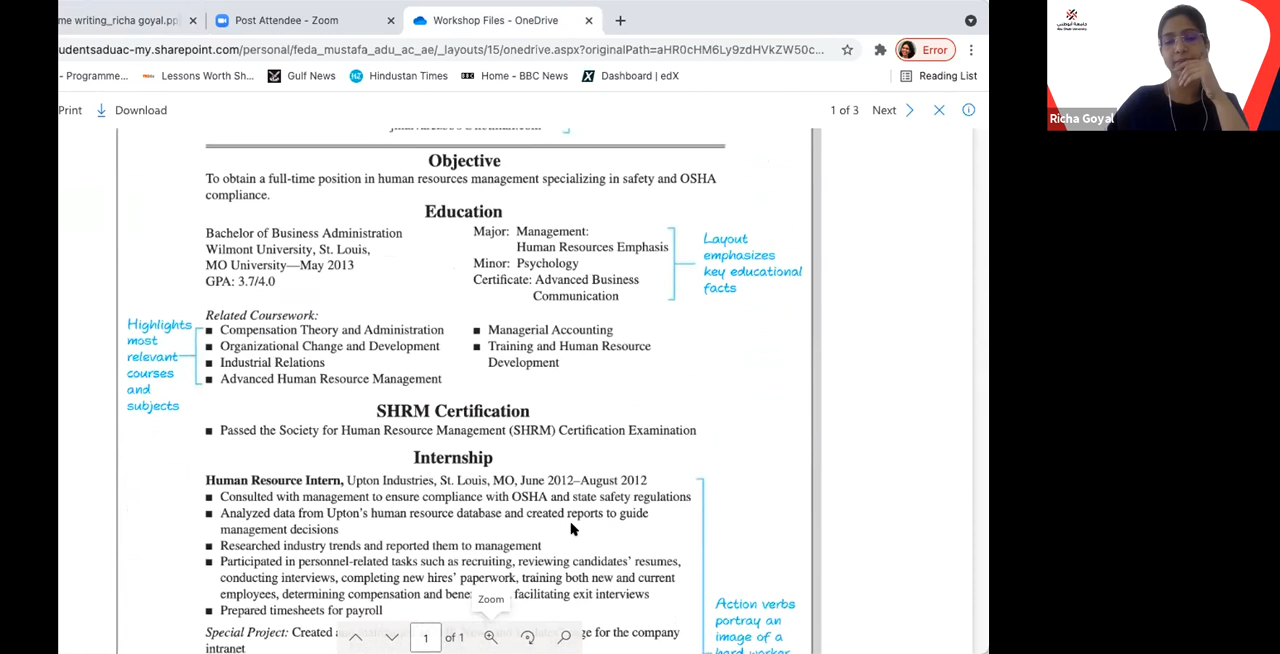 me writing_richa goyal.pp
Post Attendee - Zoom
Workshop Files - OneDrive
udentsaduac-my.sharepoint.com/personal/feda_mustafa_adu_ac_ae/_layouts/15/onedrive.aspx?originalPath=aHR0cHM6Ly9zdHVkZW50c...
Error
- Programme...
Lessons Worth Sh...
Gulf News
HZ
Hindustan Times
BBC
Home - BBC News
Dashboard | edX
Reading List
Print
Download
1 of 3
Next
Objective
To obtain a full-time position in human resources management specializing in safety and OSHA
compliance.
Education
Bachelor of Business Administration
Wilmont University, St. Louis,
MO University—May 2013
GPA: 3.7/4.0
Major: Management:
Human Resources Emphasis
Minor: Psychology
Certificate: Advanced Business
Communication
Layout
emphasizes
key educational
facts
Related Coursework:
■ Compensation Theory and Administration
■ Organizational Change and Development
■ Industrial Relations
■ Advanced Human Resource Management
■ Managerial Accounting
■ Training and Human Resource
Development
Highlights
most
relevant
courses
and
subjects
SHRM Certification
■ Passed the Society for Human Resource Management (SHRM) Certification Examination
Internship
Human Resource Intern, Upton Industries, St. Louis, MO, June 2012–August 2012
■ Consulted with management to ensure compliance with OSHA and state safety regulations
■ Analyzed data from Upton's human resource database and created reports to guide
management decisions
■ Researched industry trends and reported them to management
■ Participated in personnel-related tasks such as recruiting, reviewing candidates' resumes,
conducting interviews, completing new hires' paperwork, training both new and current
employees, determining compensation and facilitating exit interviews
■ Prepared timesheets for payroll
Special Project: Created for the company
intranet
Action verbs
portray an
image of a
Zoom
1 of 1
Richa Goyal